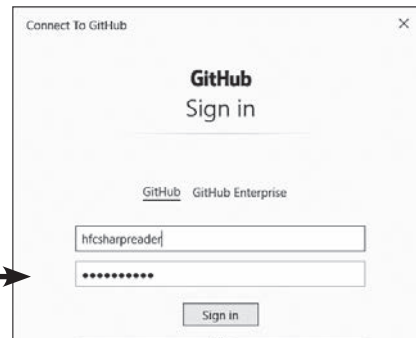 Connect To GitHub
GitHub
Sign in
GitHub GitHub Enterprise
hfcsharpreader
••••••••••
Sign in